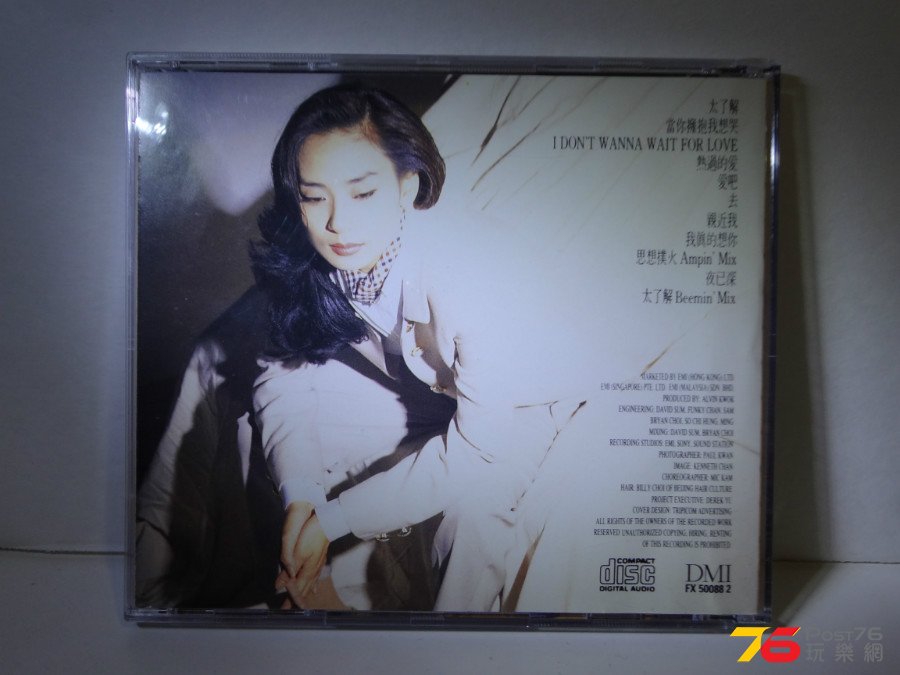 太了解
當你擁抱我想哭
I DON'T WANNA WAIT FOR LOVE
熱過的愛
愛吧
去
親近我
我真的想你
思想撲火 Ampin' Mix
夜已深
太了解 Beemin' Mix
MARKETED BY: EMI (HONG KONG) LTD
EMI (SINGAPORE) PTE. LTD. EMI (MALAYSIA) SDN. BHD.
PRODUCED BY: ALVIN KWOK
ENGINEERING: DAVID SUM, FUNKY CHAN, SAM
BRYAN CHOI, SO CHI HUNG, MING
MIXING: DAVID SUM, BRYAN CHOI
RECORDING STUDIOS: EMI, SONY, SOUND STATION
PHOTOGRAPHER: PAUL KWAN
IMAGE: KENNETH CHAN
CHOREOGRAPHER: MIC KAM
HAIR: BILLY CHOI OF BEIJING HAIR CULTURE
PROJECT EXECUTIVE: DEREK YU
COVER DESIGN: TRIPICOM ADVERTISING
ALL RIGHTS OF THE OWNERS OF THE RECORDED WORK
RESERVED UNAUTHORIZED COPYING; HIRING; RENTING
OF THIS RECORDING IS PROHIBITED
COMPACT
disc
DIGITAL AUDIO
DMI
FX 50088 2
76 Post76
玩樂網